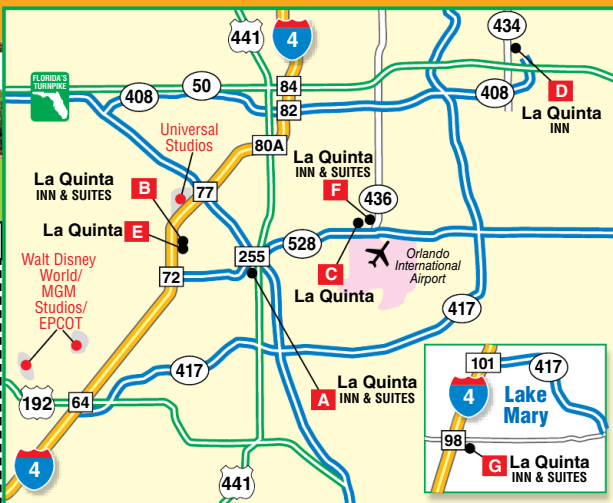 441
4
434
FLORIDA'S
TURNPIKE
408
50
84
82
408
D
La Quinta
INN
Universal
Studios
80A
La Quinta
INN & SUITES
B
77
La Quinta
INN & SUITES
F
436
La Quinta
E
528
255
C
La Quinta
Orlando
International
Airport
Walt Disney
World/
MGM
Studios/
EPCOT
72
417
417
A
La Quinta
INN & SUITES
192
64
4
441
101
417
4
Lake
Mary
98
G
La Quinta
INN & SUITES